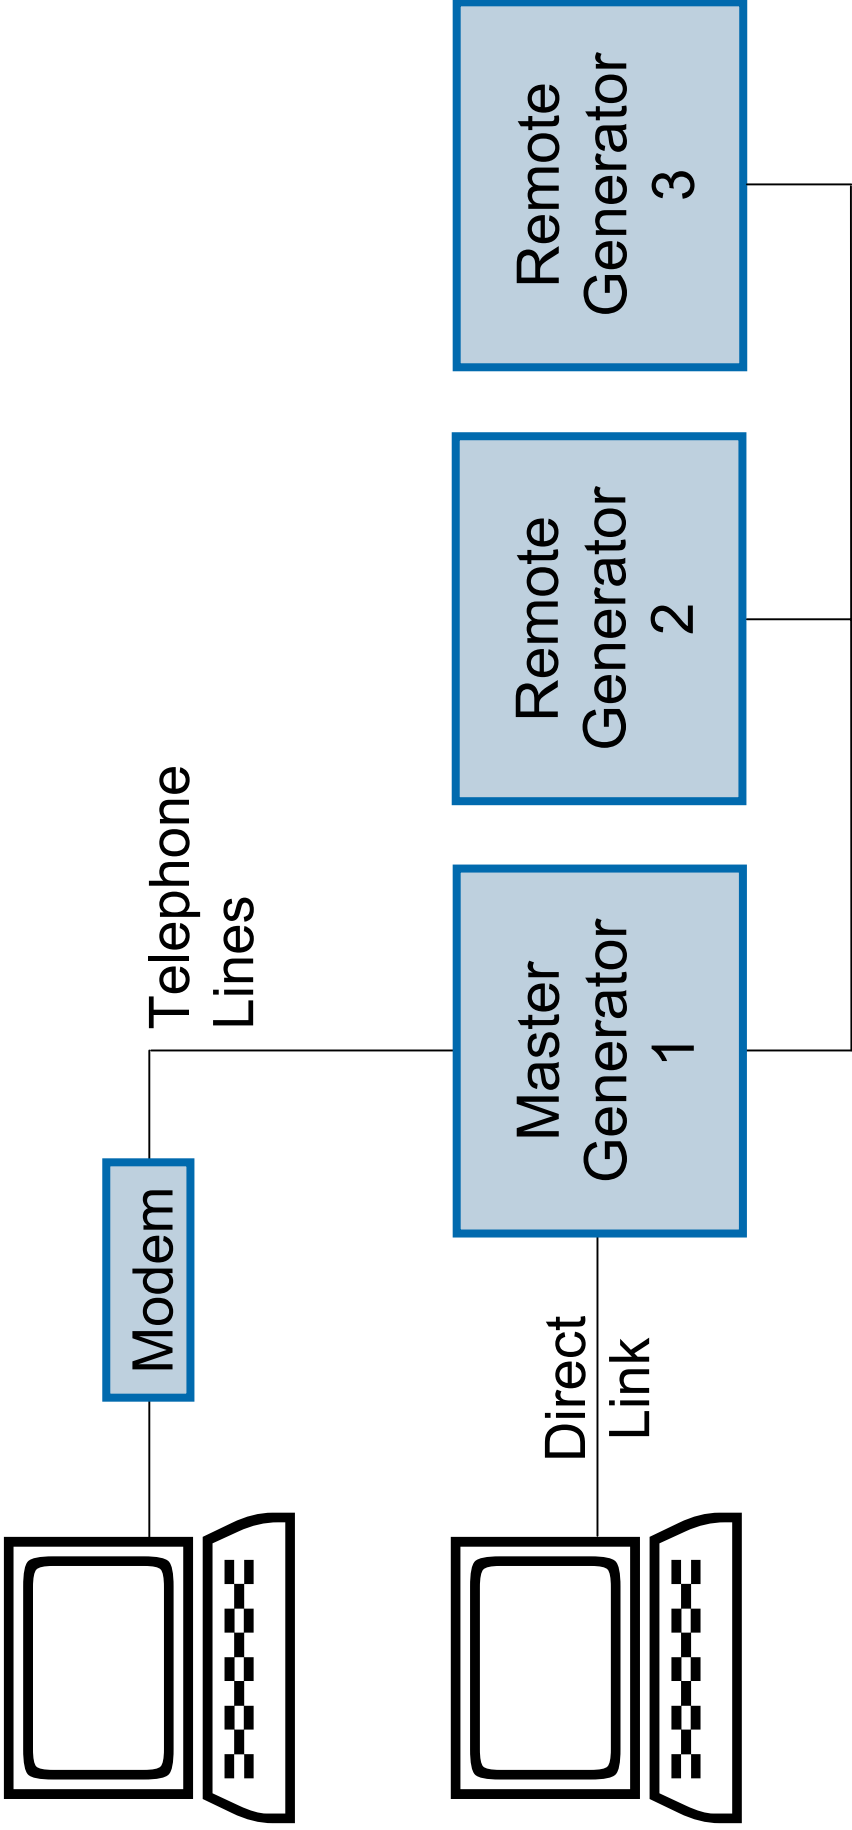 Modem
Telephone
Lines
Direct
Link
Master
Generator
1
Remote
Generator
2
Remote
Generator
3